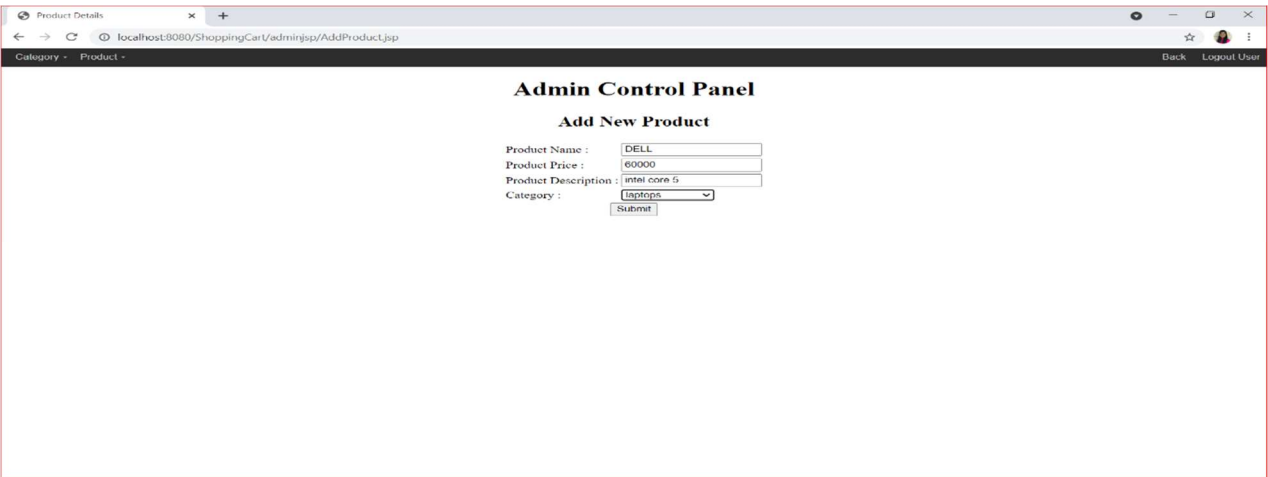 Product Details
localhost:8080/ShoppingCart/adminjsp/AddProduct.jsp
Category Product Back Logout User
Admin Control Panel
Add New Product
Product Name : DELL
Product Price : 60000
Product Description : intel core 5
Category : laptops
Submit